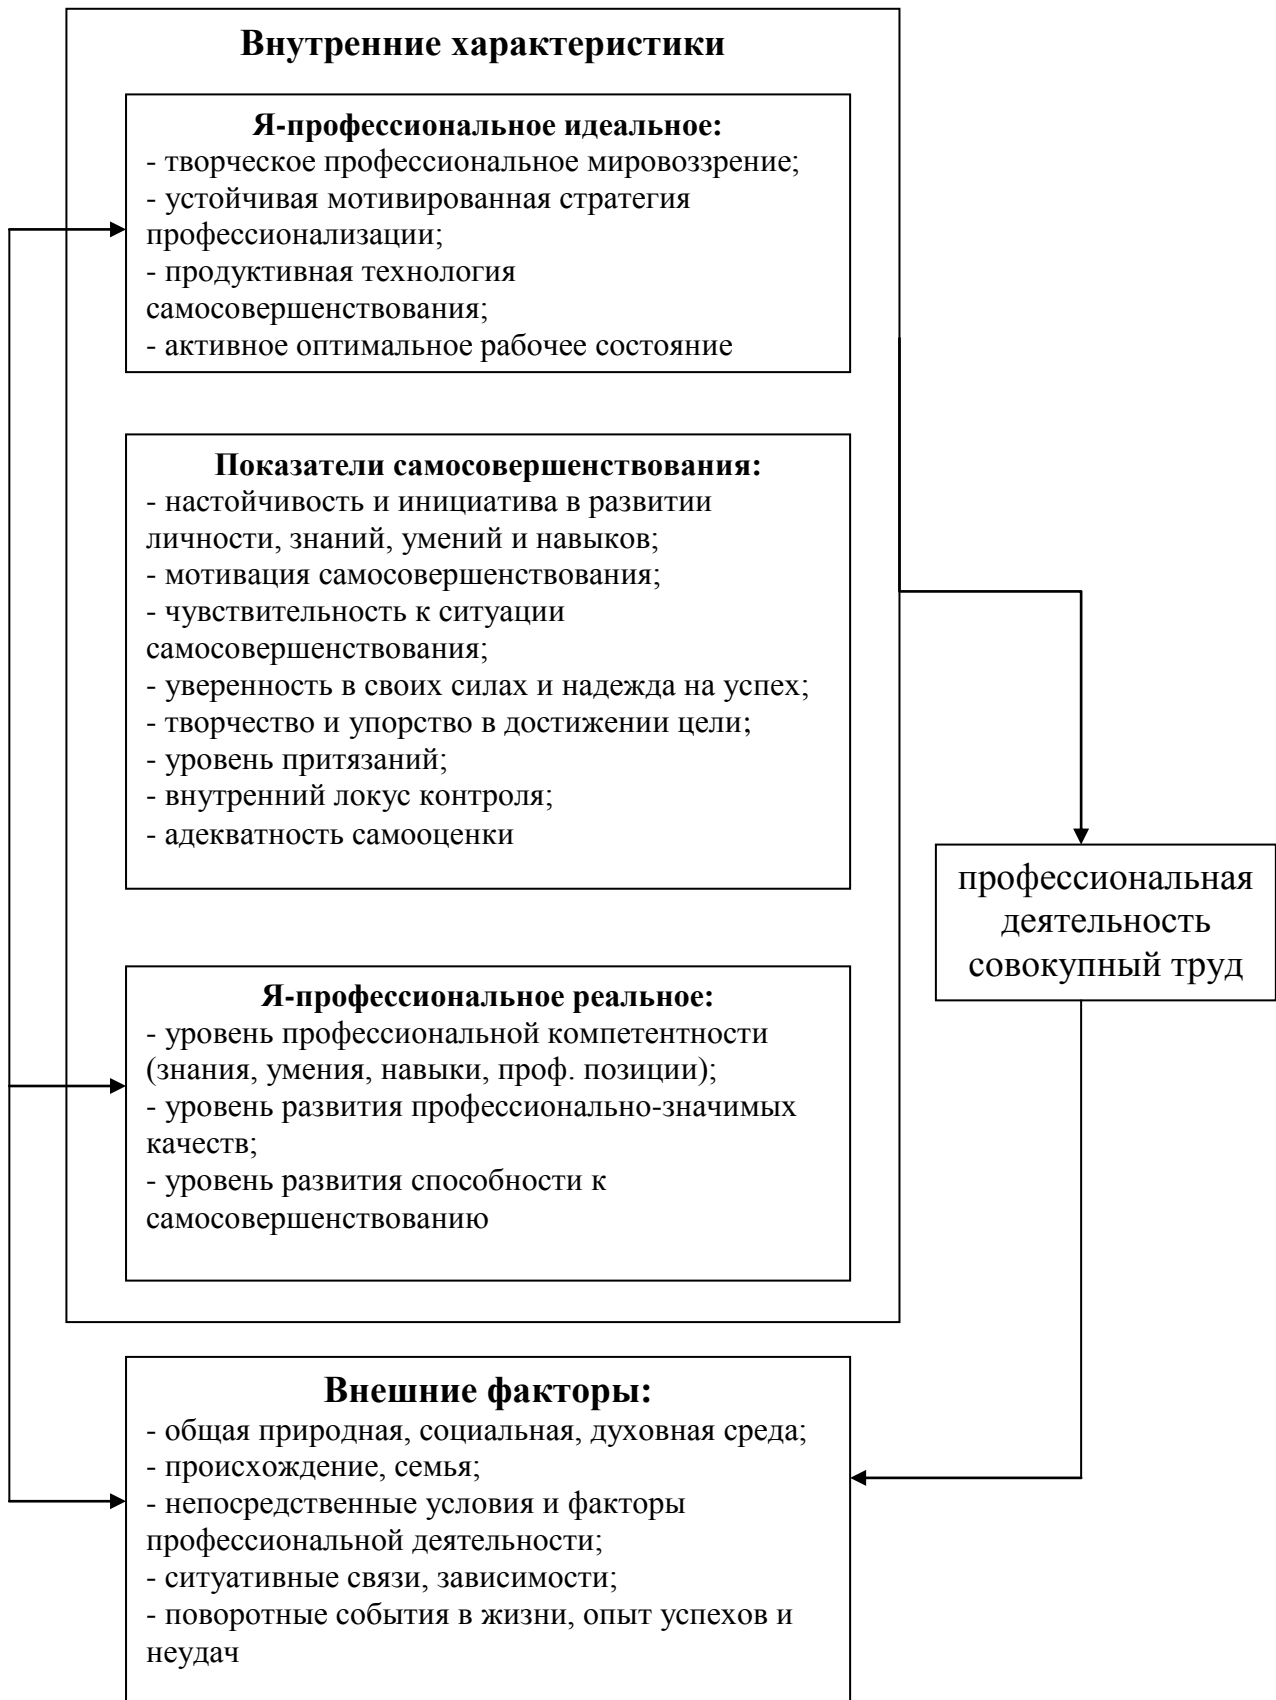 Внутренние характеристики
Я-профессиональное идеальное:
- творческое профессиональное мировоззрение;
- устойчивая мотивированная стратегия
профессионализации;
- продуктивная технология
самосовершенствования;
- активное оптимальное рабочее состояние
Показатели самосовершенствования:
- настойчивость и инициатива в развитии
личности, знаний, умений и навыков;
- мотивация самосовершенствования;
- чувствительность к ситуации
самосовершенствования;
- уверенность в своих силах и надежда на успех;
- творчество и упорство в достижении цели;
- уровень притязаний;
- внутренний локус контроля;
- адекватность самооценки
профессиональная
деятельность
совокупный труд
Я-профессиональное реальное:
- уровень профессиональной компетентности
(знания, умения, навыки, проф. позиции);
- уровень развития профессионально-значимых
качеств;
- уровень развития способности к
самосовершенствованию
Внешние факторы:
- общая природная, социальная, духовная среда;
- происхождение, семья;
- непосредственные условия и факторы
профессиональной деятельности;
- ситуативные связи, зависимости;
- поворотные события в жизни, опыт успехов и
неудач